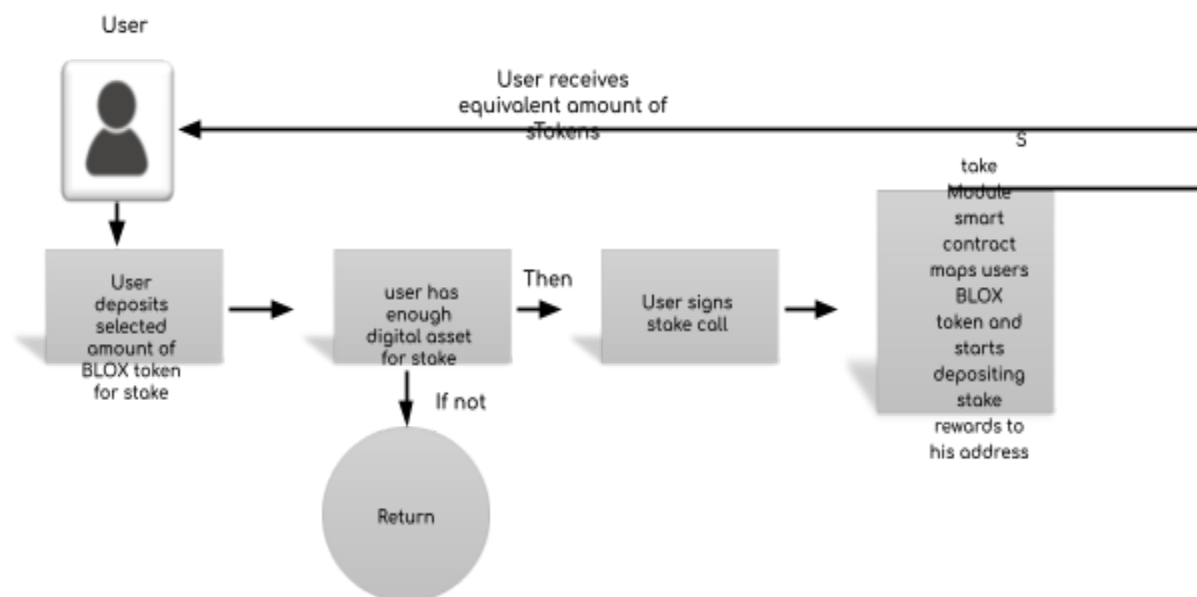 User
User receives
equivalent amount of
sTokens
User
deposits
selected
amount of
BLOX token
for stake
user has
enough
digital asset
for stake
Then
If not
Return
User signs
stake call
S
take
Module
smart
contract
maps users
BLOX
token and
starts
depositing
stake
rewards to
his address